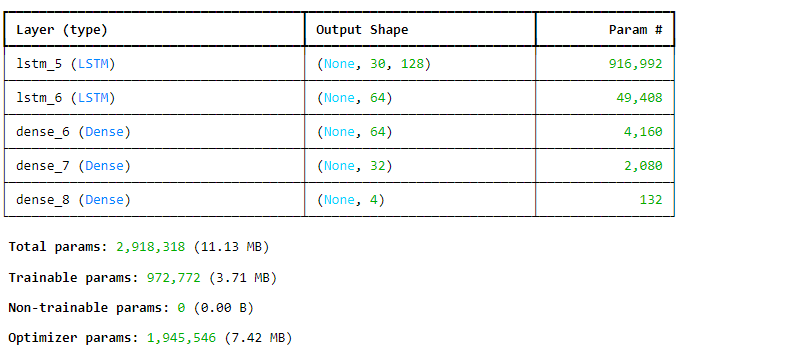 Layer (type) Output Shape Param #
lstm_5 (LSTM) (None, 30, 128) 916,992
lstm_6 (LSTM) (None, 64) 49,408
dense_6 (Dense) (None, 64) 4,160
dense_7 (Dense) (None, 32) 2,080
dense_8 (Dense) (None, 4) 132
Total params: 2,918,318 (11.13 MB)
Trainable params: 972,772 (3.71 MB)
Non-trainable params: 0 (0.00 B)
Optimizer params: 1,945,546 (7.42 MB)